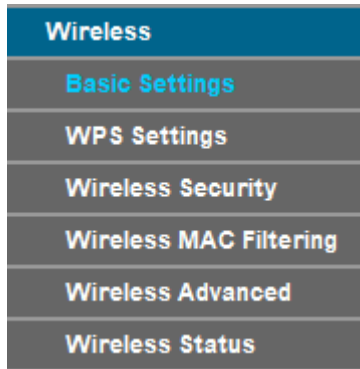 Wireless
Basic Settings
WPS Settings
Wireless Security
Wireless MAC Filtering
Wireless Advanced
Wireless Status